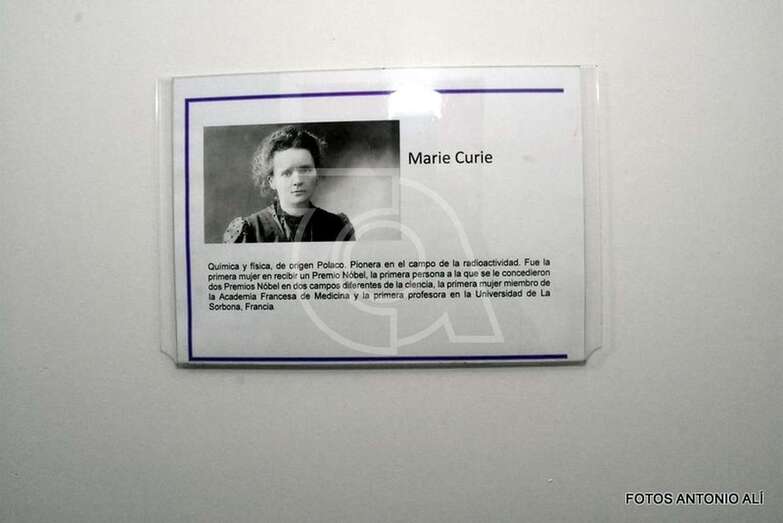 Marie Curie
Química y física, de origen Polaco. Pionera en el campo de la radioactividad. Fue la
primera mujer en recibir un Premio Nóbel, la primera persona a la que se le concedieron
dos Premios Nóbel en dos campos diferentes de la ciencia, la primera mujer miembro de
la Academia Francesa de Medicina y la primera profesora en la Universidad de La
Sorbona, Francia.
FOTOS ANTONIO ALÍ